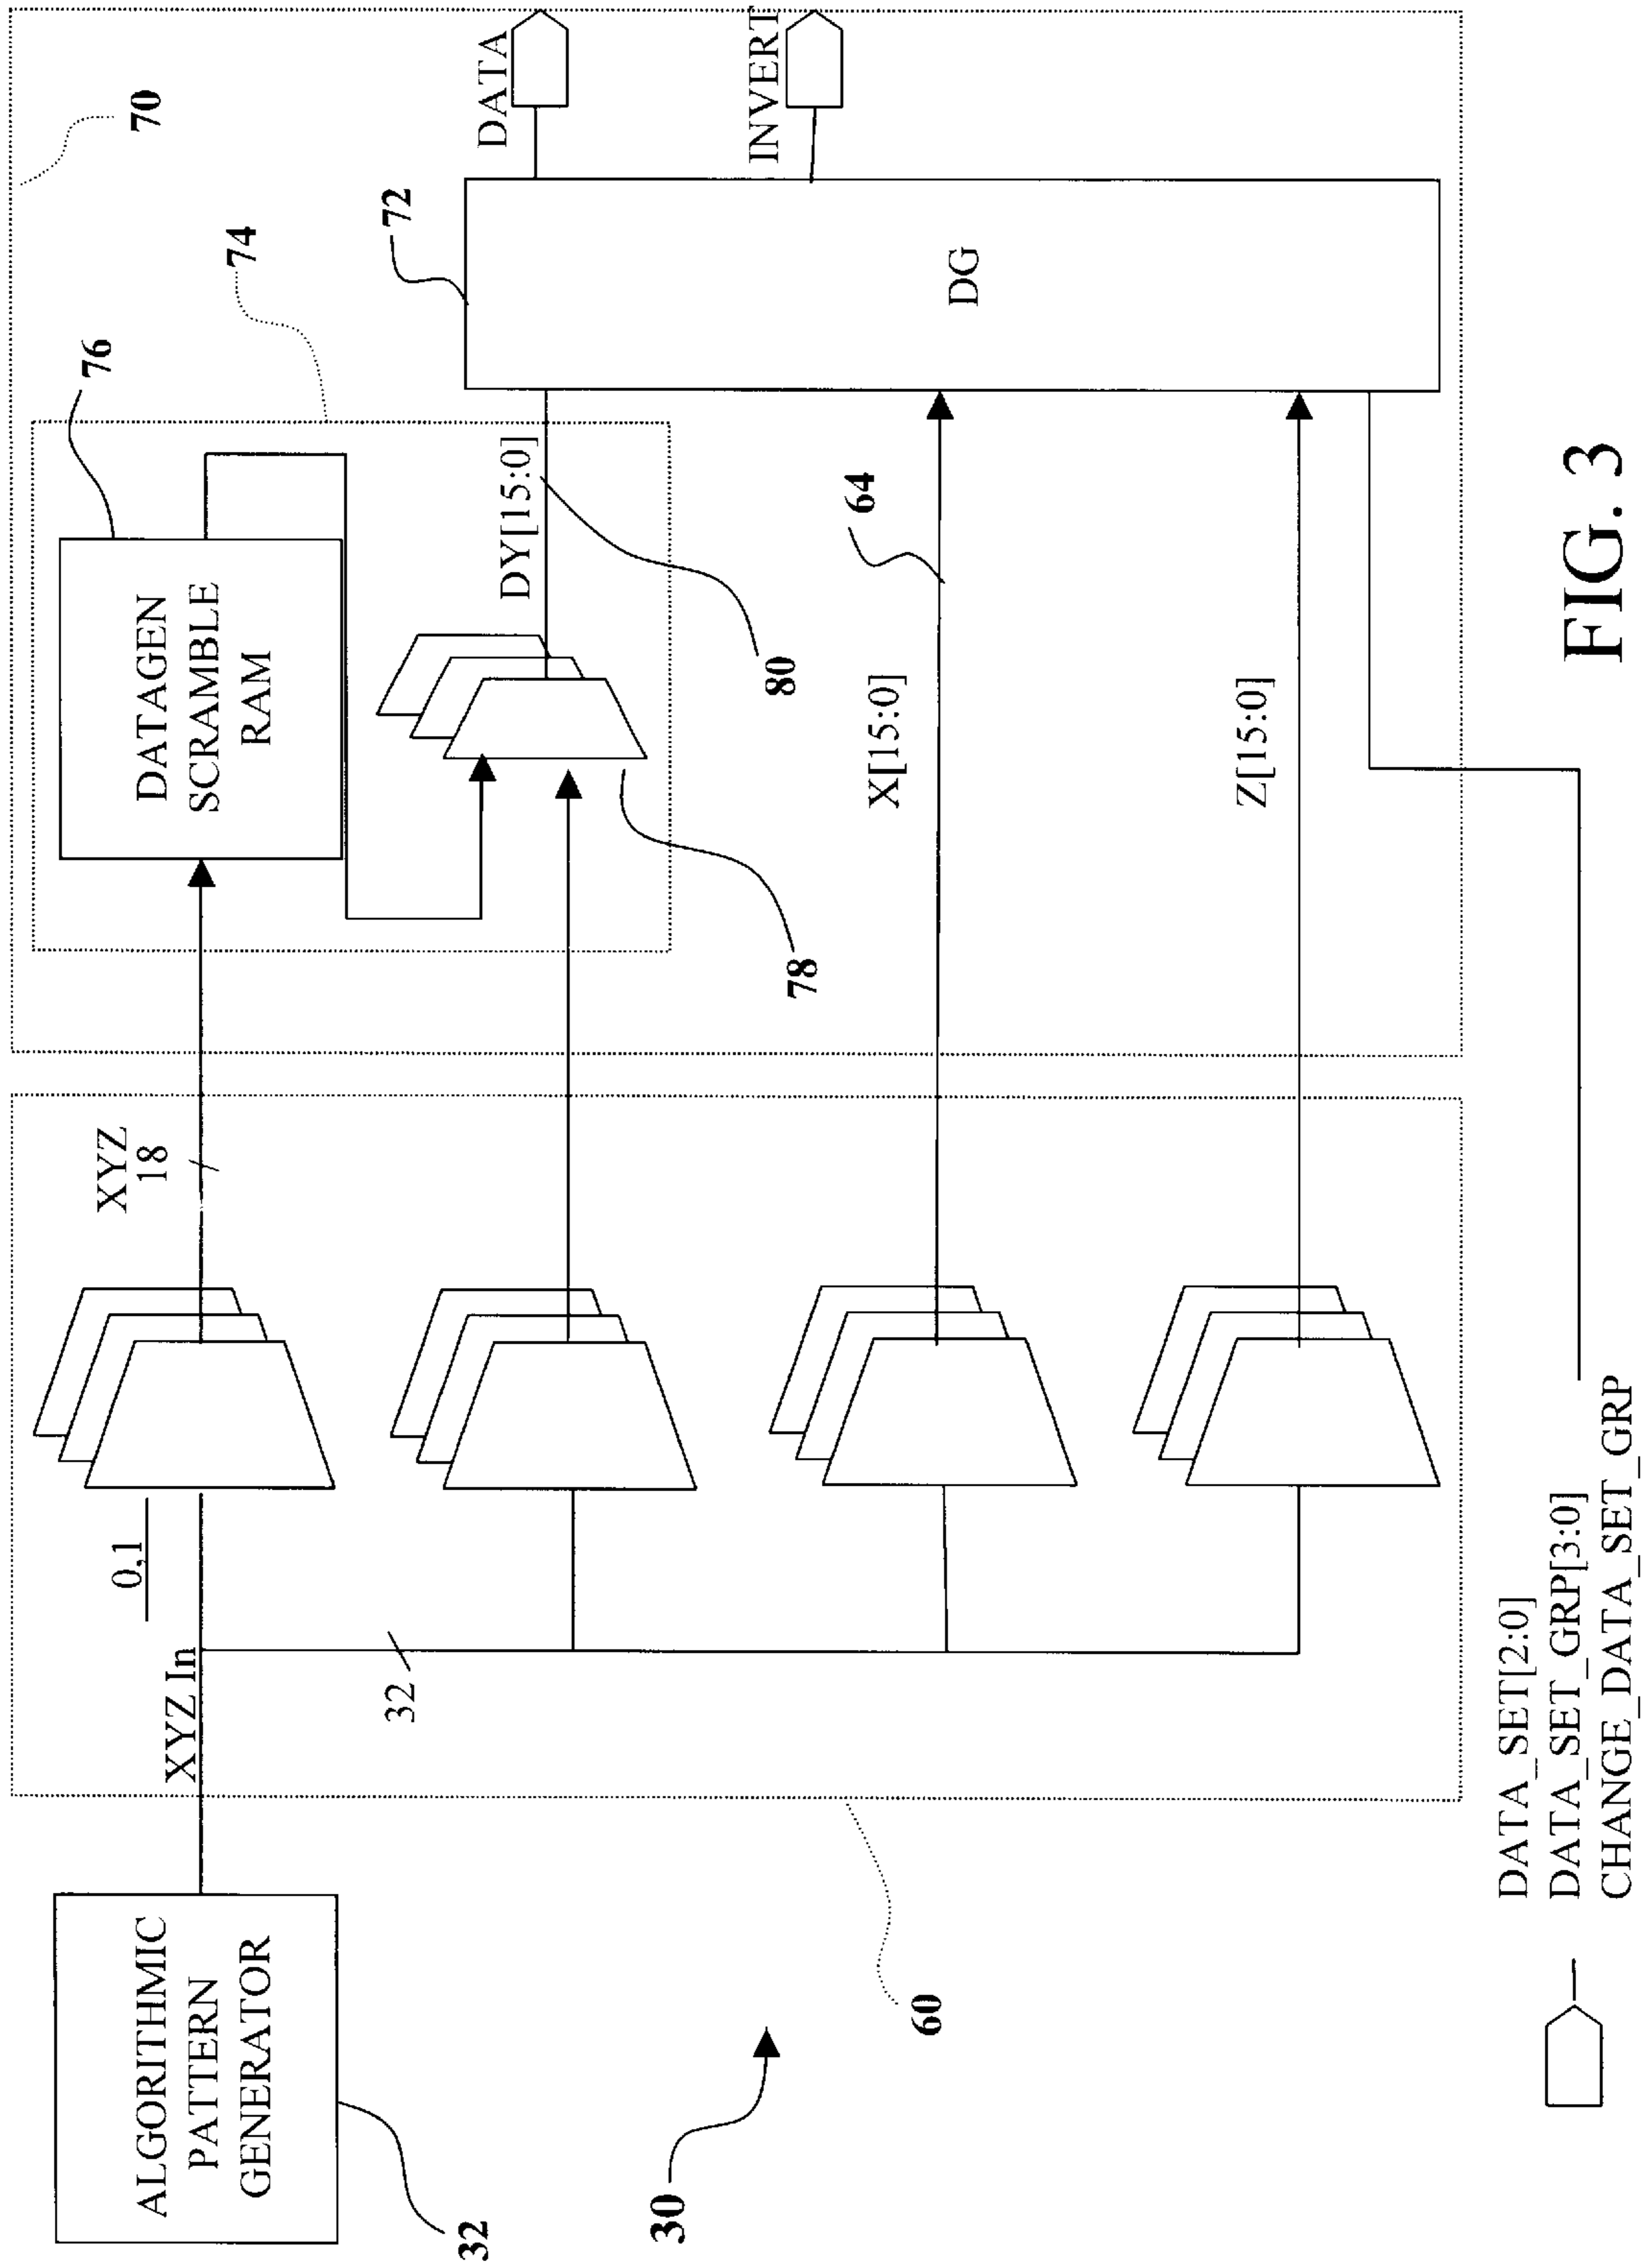 ALGORITHMIC
PATTERN
GENERATOR
32
30
60
XYZ In
0,1
32
XYZ
18
DATAGEN
SCRAMBLE
RAM
76
74
70
78
DY[15:0]
80
72
DG
DATA
INVERT
X[15:0]
64
Z[15:0]
DATA_SET[2:0]
DATA_SET_GRP[3:0]
CHANGE_DATA_SET_GRP
FIG. 3